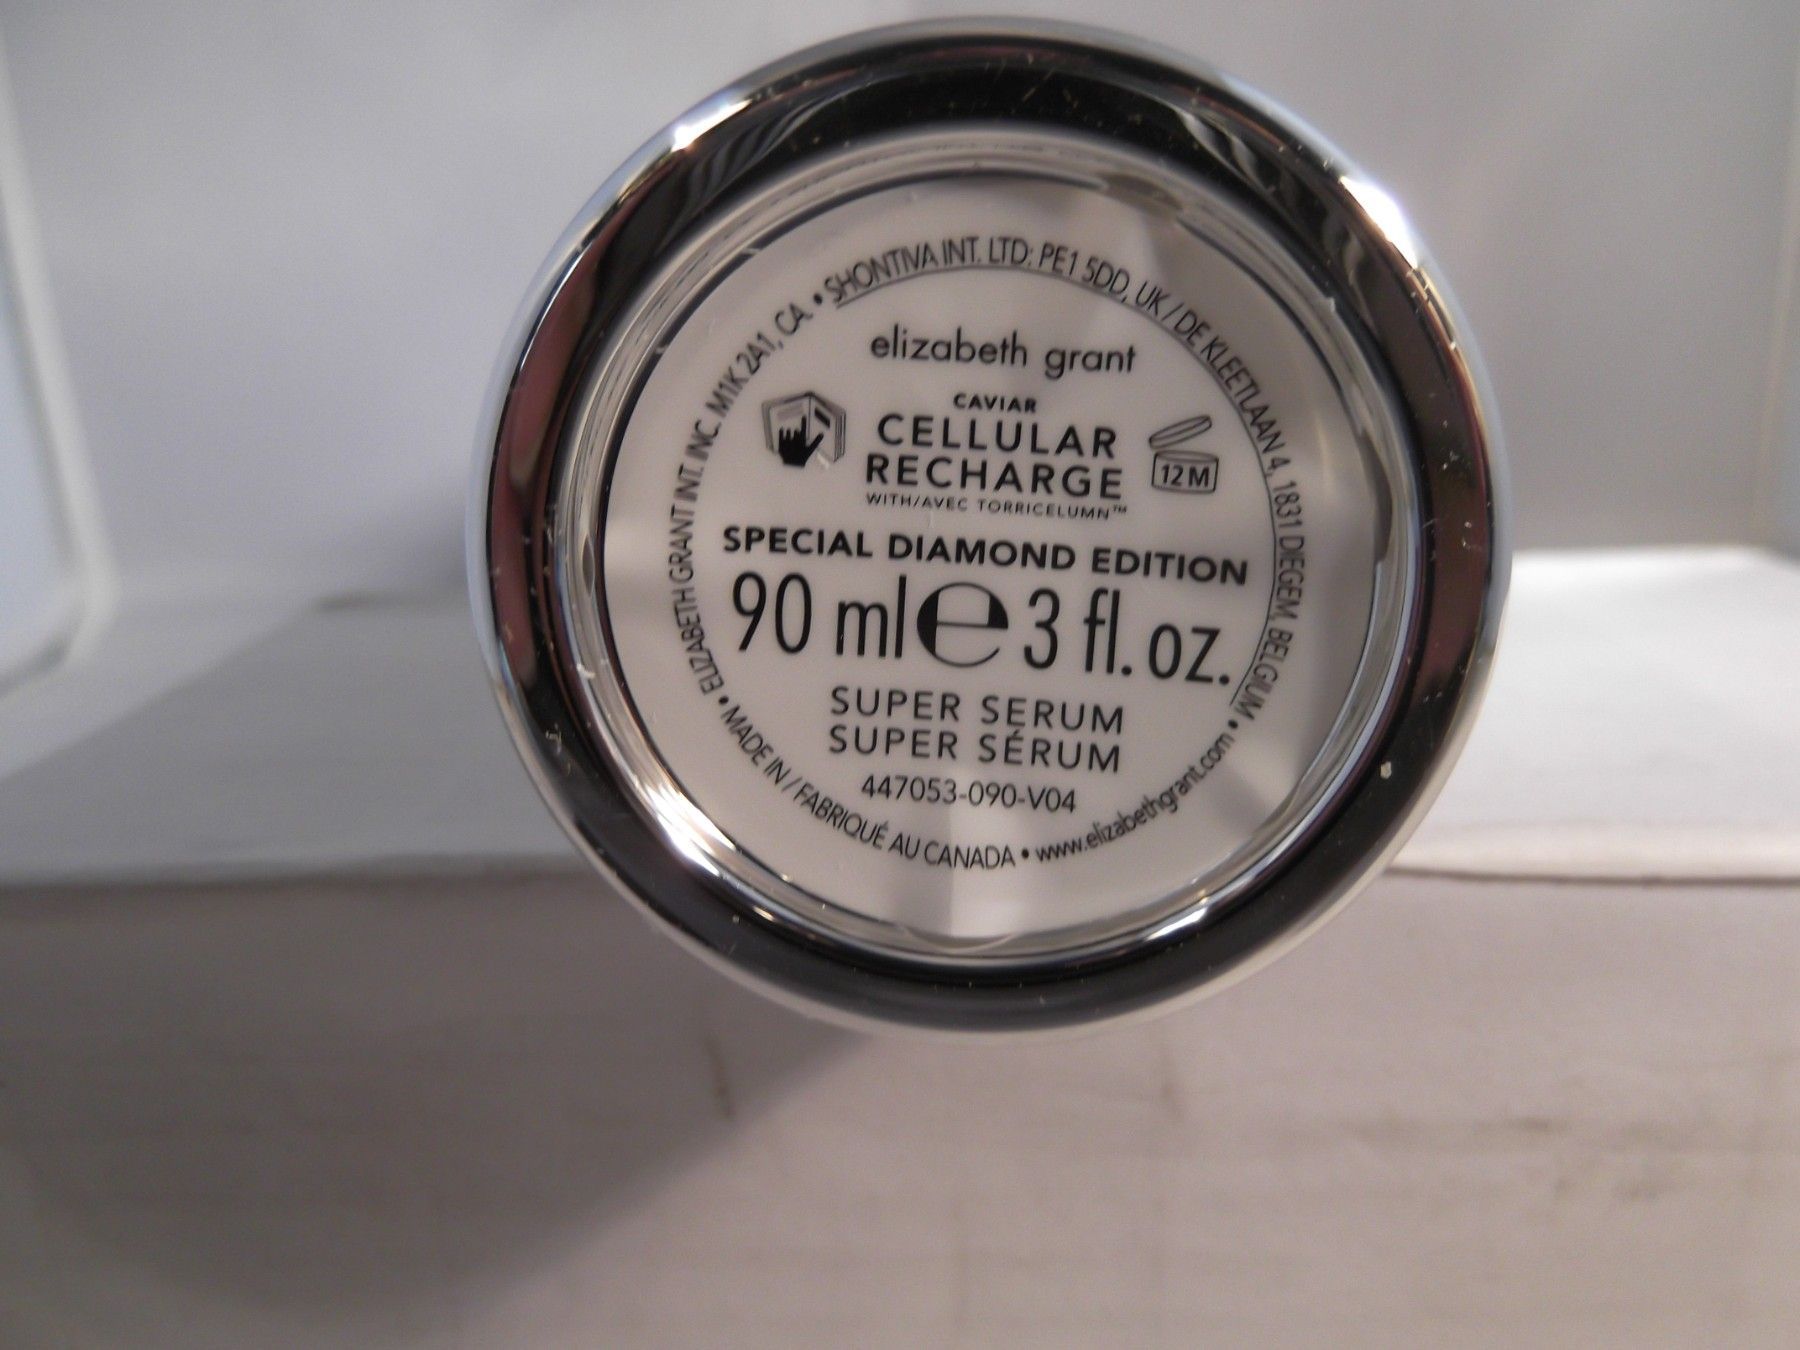 elizabeth grant
CAVIAR
CELLULAR
RECHARGE
WITH/AVEC TORRICELUMN™
12M
SPECIAL DIAMOND EDITION
90 ml e 3 fl. oz.
SUPER SERUM
SUPER SÉRUM
447053-090-V04
• ELIZABETH GRANT INT. INC. M1K 2A1, CA. • SHONTIVA INT. LTD: PE1 5DD, UK / DE KLEETLAAN 4, 1831 DIEGEM, BELGIUM •
MADE IN / FABRIQUÉ AU CANADA • www.elizabethgrant.com